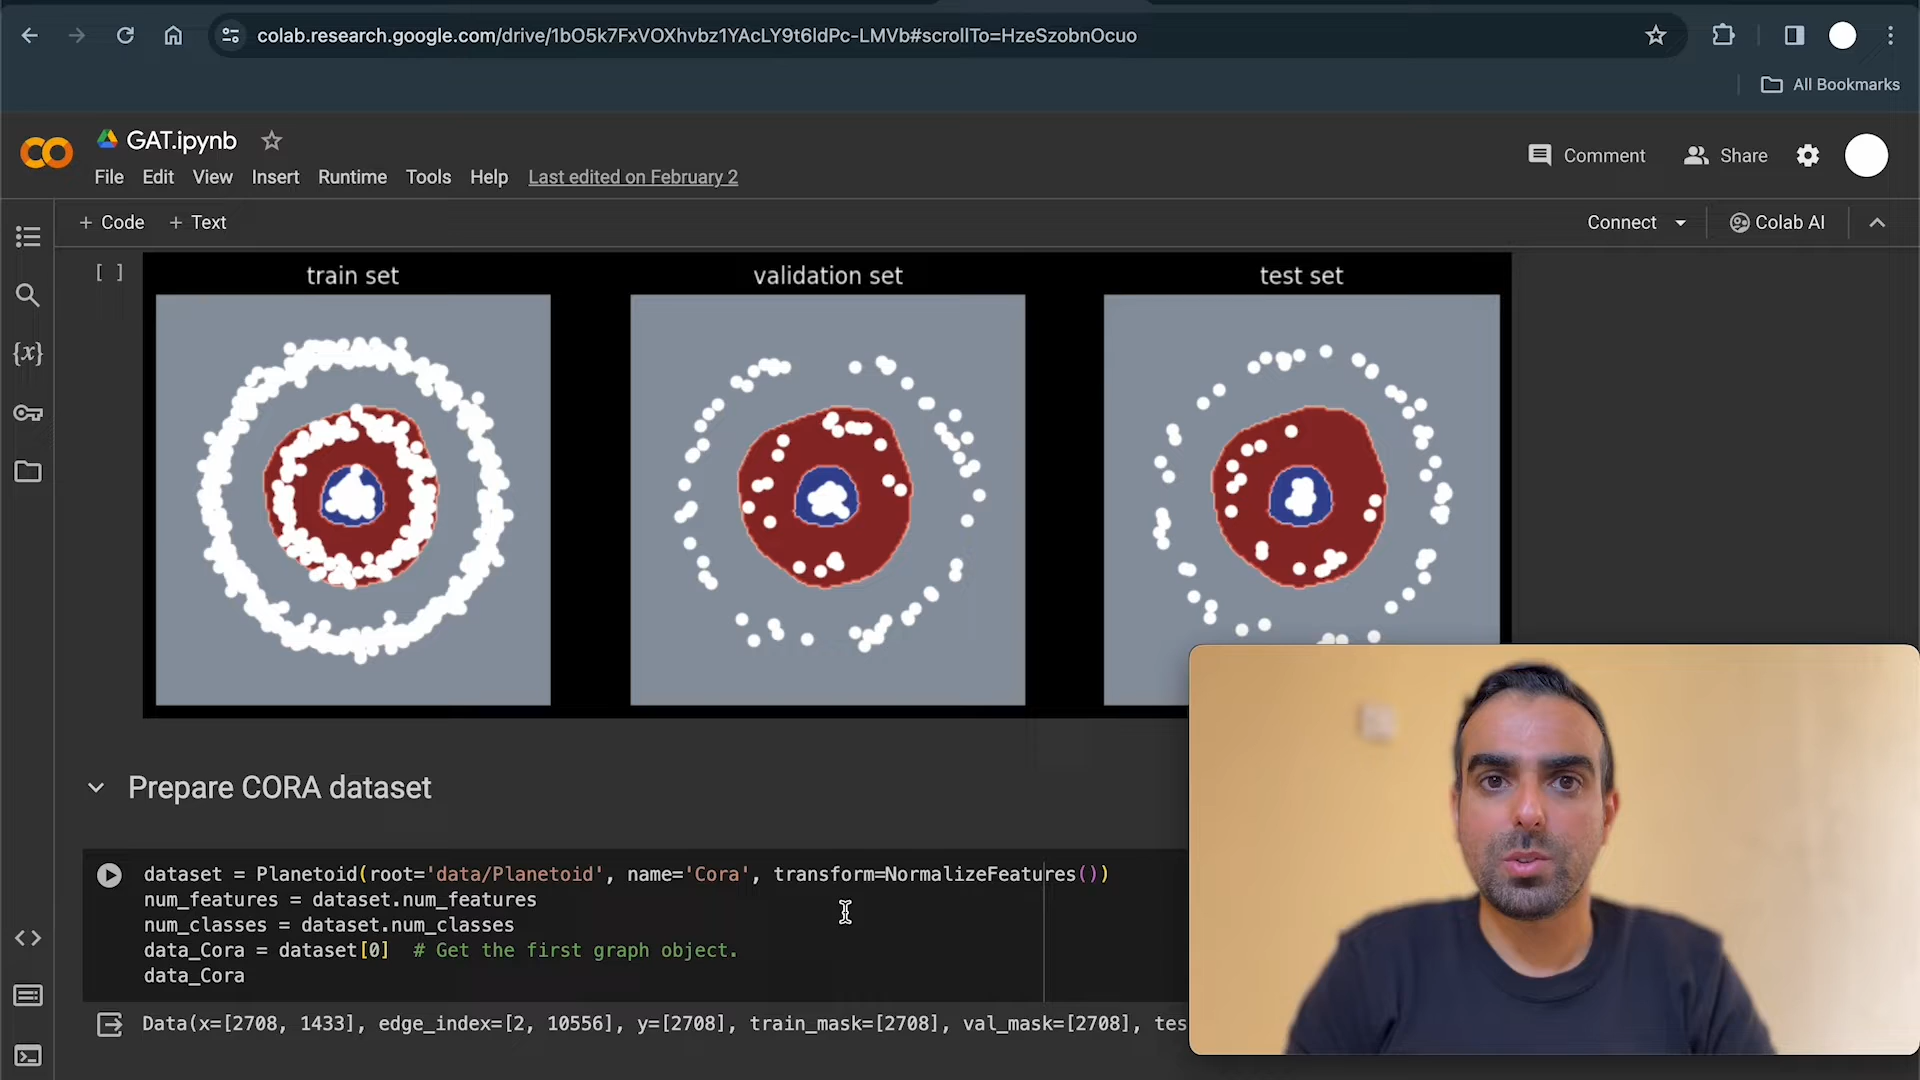 colab.research.google.com/drive/1bO5k7FxVOXhvbz1YAcLY9t6ldPc-LMVb#scrollTo=HzeSzobnOcuo
All Bookmarks
GAT.ipynb
Comment
Share
File Edit View Insert Runtime Tools Help Last edited on February 2
+ Code + Text
Connect
Colab AI
{x}
[ ]
train set
validation set
test set
Prepare CORA dataset
dataset = Planetoid(root='data/Planetoid', name='Cora', transform=NormalizeFeatures())
num_features = dataset.num_features
num_classes = dataset.num_classes
data_Cora = dataset[0]  # Get the first graph object.
data_Cora
Data(x=[2708, 1433], edge_index=[2, 10556], y=[2708], train_mask=[2708], val_mask=[2708], tes